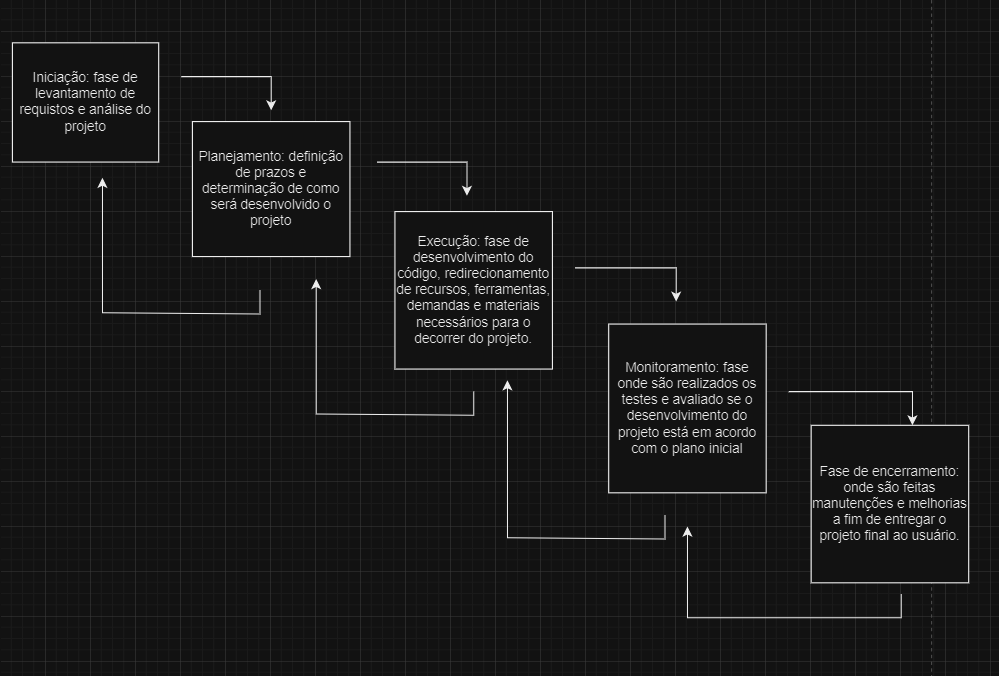 Iniciação: fase de
levantamento de
requistos e análise do
projeto
Planejamento: definição
de prazos e
determinação de como
será desenvolvido o
projeto
Execução: fase de
desenvolvimento do
código, redirecionamento
de recursos, ferramentas,
demandas e materiais
necessários para o
decorrer do projeto.
Monitoramento: fase
onde são realizados os
testes e avaliado se o
desenvolvimento do
projeto está em acordo
com o plano inicial
Fase de encerramento:
onde são feitas
manutenções e melhorias
a fim de entregar o
projeto final ao usuário.